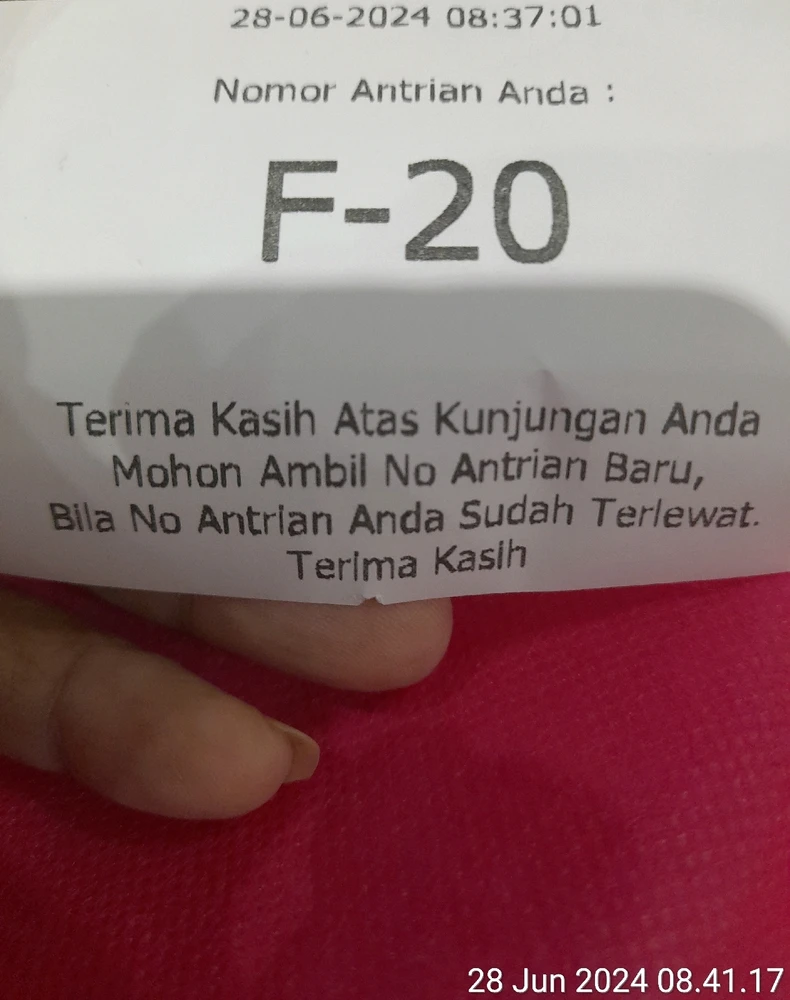 28-06-2024 08:37:01
Nomor Antrian Anda :
F-20
Terima Kasih Atas Kunjungan Anda
Mohon Ambil No Antrian Baru,
Bila No Antrian Anda Sudah Terlewat.
Terima Kasih
28 Jun 2024 08.41.17